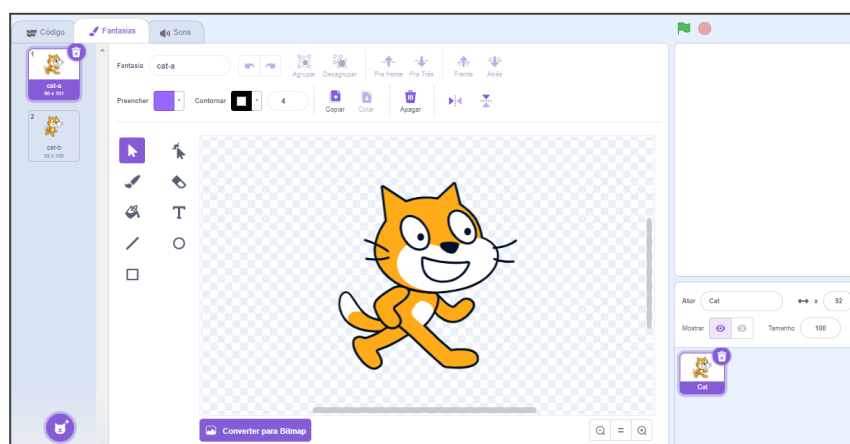 Código Fantasias Sons
1
cat-a
96 x 101
2
cat-b
92 x 106
Fantasia cat-a
Agrupar Desagrupar Pra frente Pra Trás Frente Atrás
Preencher Contornar 4
Copiar Colar Apagar
T
Converter para Bitmap
Ator Cat x 92
Mostrar Tamanho 100
Cat